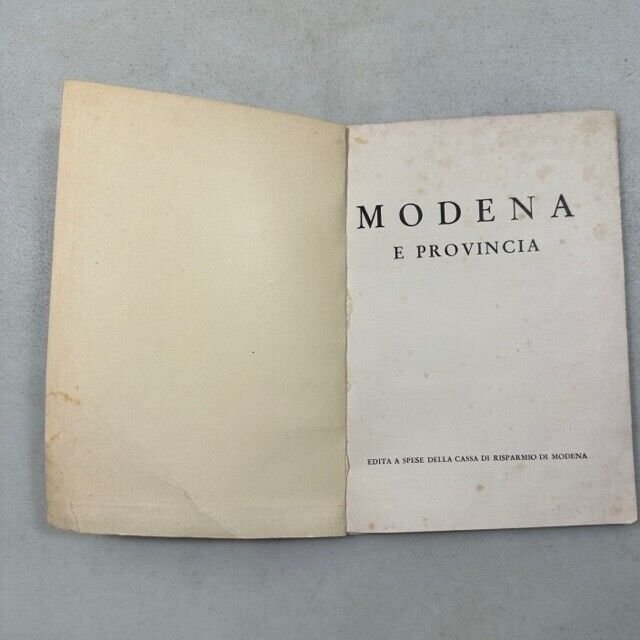 MODENA
E PROVINCIA
EDITA A SPESE DELLA CASSA DI RISPARMIO DI MODENA